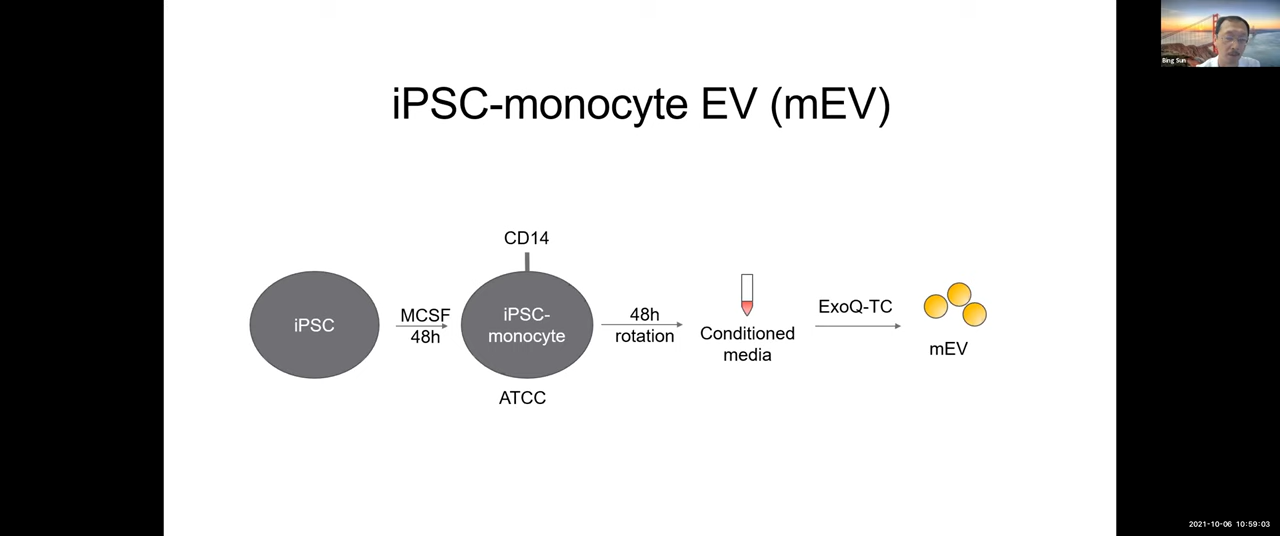 iPSC-monocyte EV (mEV)
CD14
iPSC
MCSF
48h
iPSC-
monocyte
ATCC
48h
rotation
Conditioned
media
ExoQ-TC
mEV
Bing Sun
2021-10-06 10:59:03